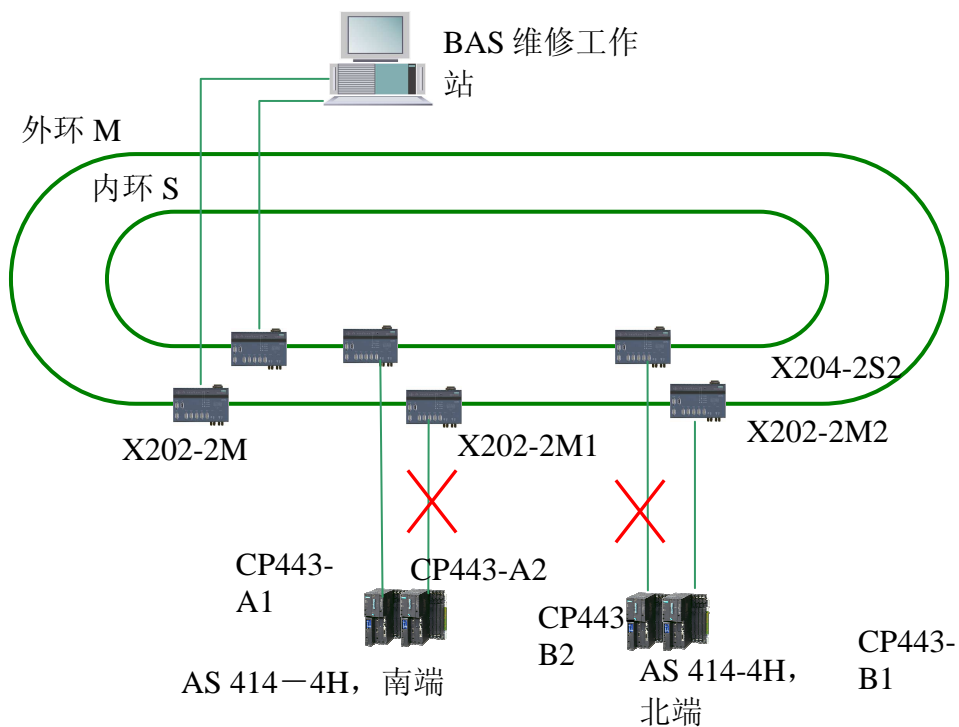 BAS 维修工作
站
外环 M
内环 S
X204-2S2
X202-2M
X202-2M1
X202-2M2
CP443-
A1
CP443-A2
CP443
B2
CP443-
B1
AS 414－4H，南端
AS 414-4H，
北端